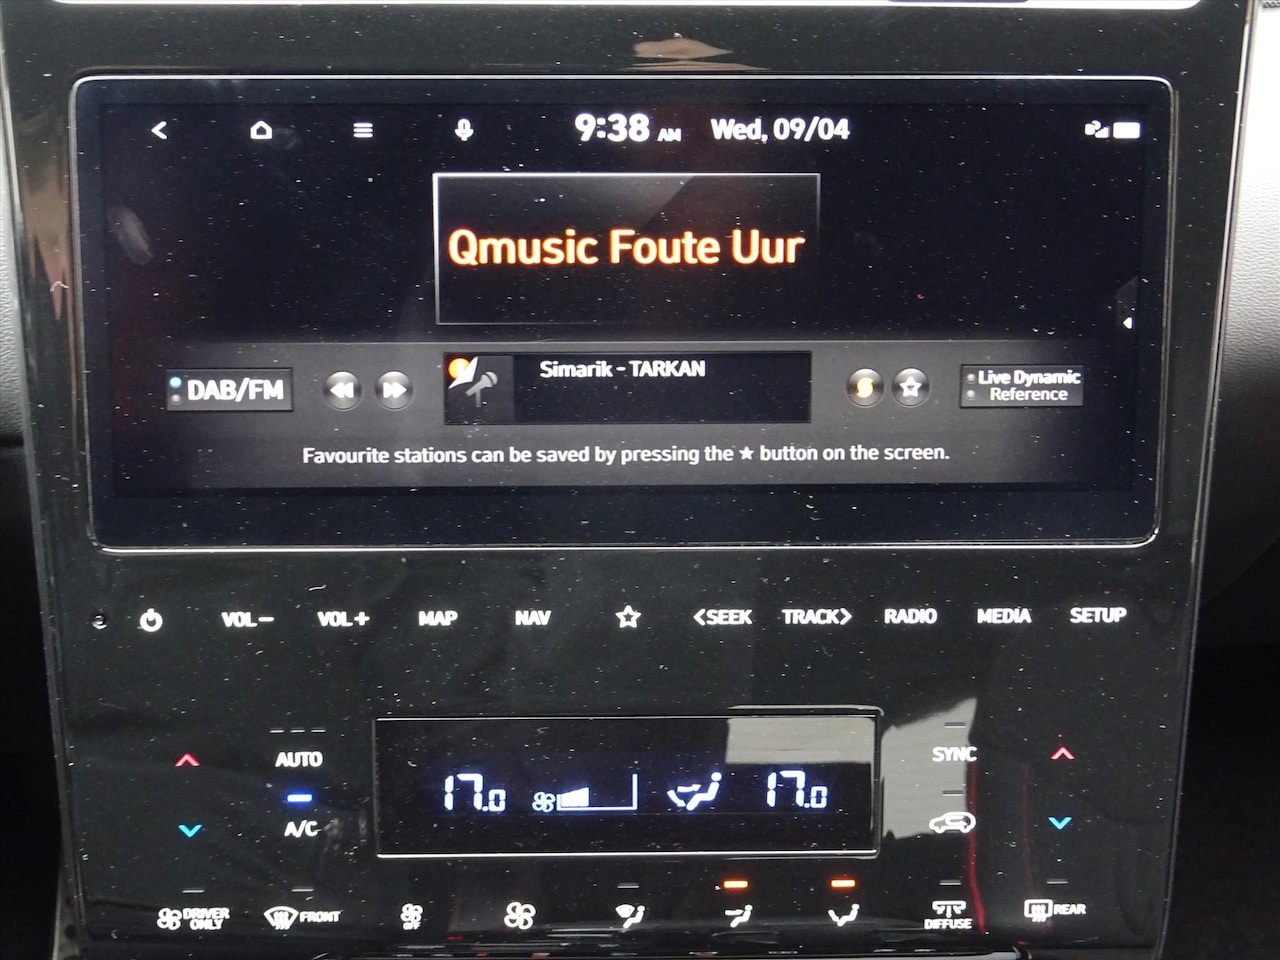 9:38 AM Wed, 09/04
Qmusic Foute Uur
DAB/FM
Simarik - TARKAN
Live Dynamic
Reference
Favourite stations can be saved by pressing the ★ button on the screen.
VOL− VOL+ MAP NAV ☆ <SEEK TRACK> RADIO MEDIA SETUP
AUTO
SYNC
17.0 17.0
A/C
DRIVER ONLY
FRONT
OFF
DIFFUSE
REAR